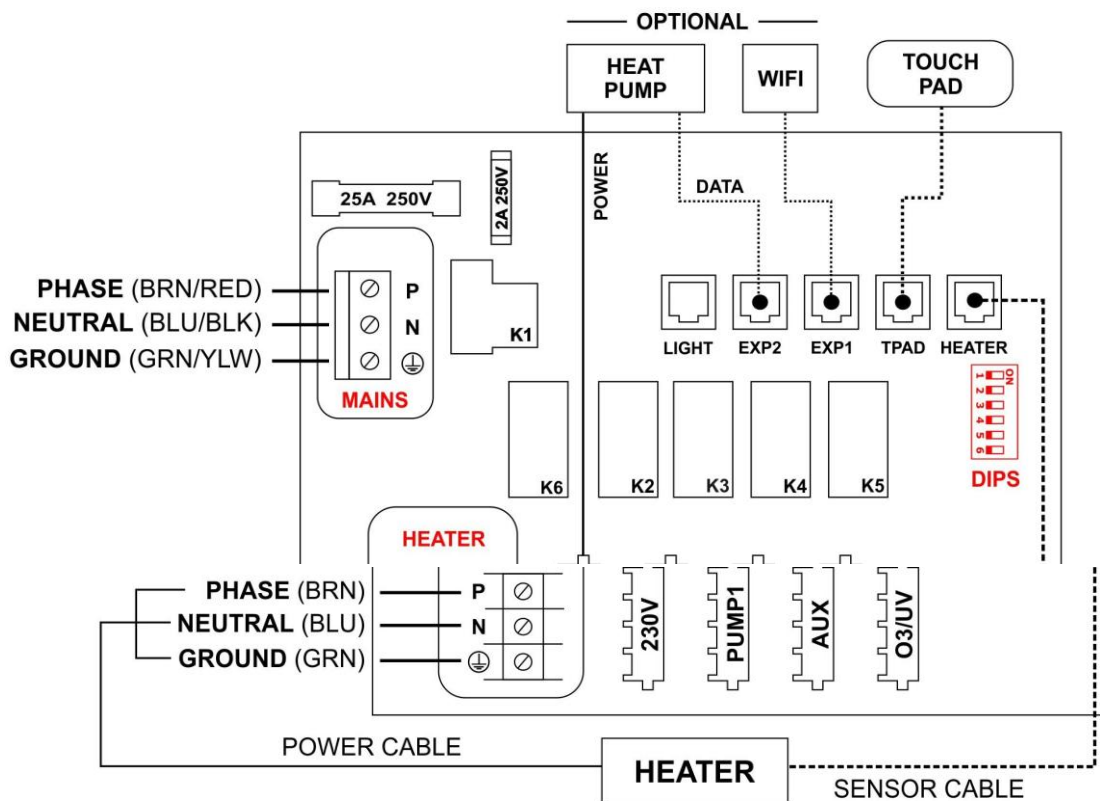 OPTIONAL
HEAT
PUMP
WIFI
TOUCH
PAD
25A 250V
2A 250V
POWER
DATA
PHASE (BRN/RED)
NEUTRAL (BLU/BLK)
GROUND (GRN/YLW)
P
N
MAINS
K1
LIGHT
EXP2
EXP1
TPAD
HEATER
ON
1
2
3
4
5
6
DIPS
K6
K2
K3
K4
K5
HEATER
PHASE (BRN)
NEUTRAL (BLU)
GROUND (GRN)
P
N
230V
PUMP1
AUX
O3/UV
POWER CABLE
HEATER
SENSOR CABLE